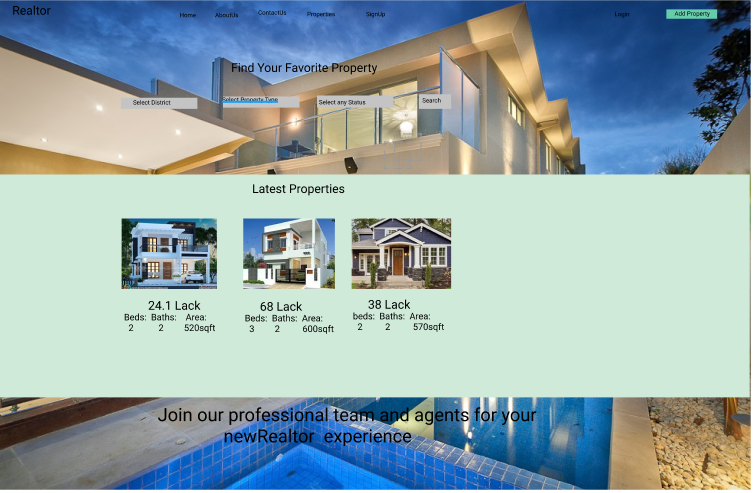 Realtor
Home AboutUs ContactUs Properties SignUp Login Add Property
Find Your Favorite Property
Select District Select Property Type Select any Status Search
Latest Properties
24.1 Lack 68 Lack 38 Lack
Beds: Baths: Area: Beds: Baths: Area: beds: Baths: Area:
2 2 520sqft 3 2 600sqft 2 2 570sqft
Join our professional team and agents for your
newRealtor experience